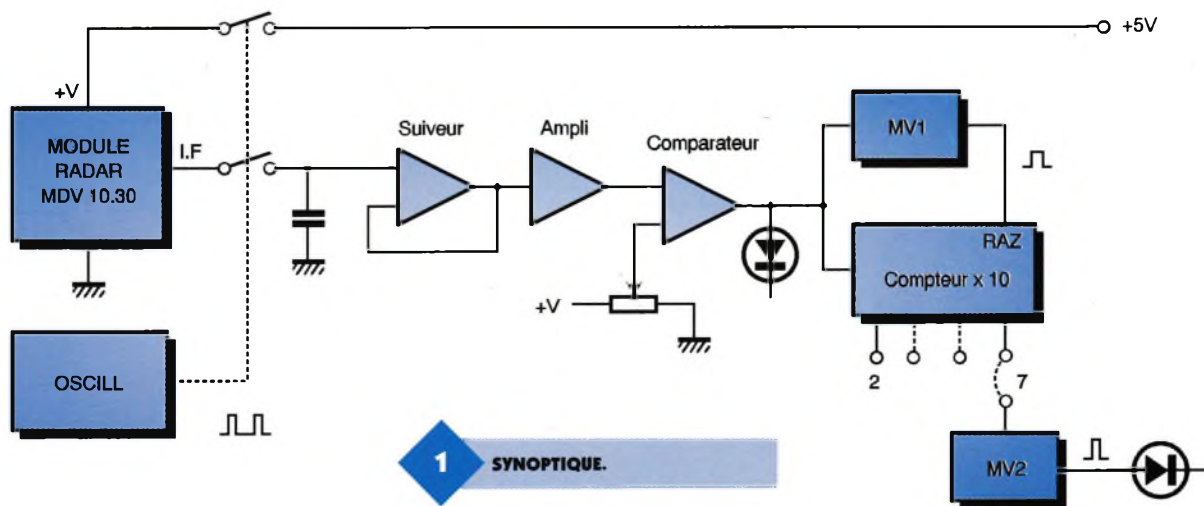 +5V
+V
MODULE
RADAR
MDV 10.30
I.F
Suiveur
Ampli
Comparateur
MV1
RAZ
Compteur x 10
+V
OSCILL
2
7
1 SYNOPTIQUE.
MV2